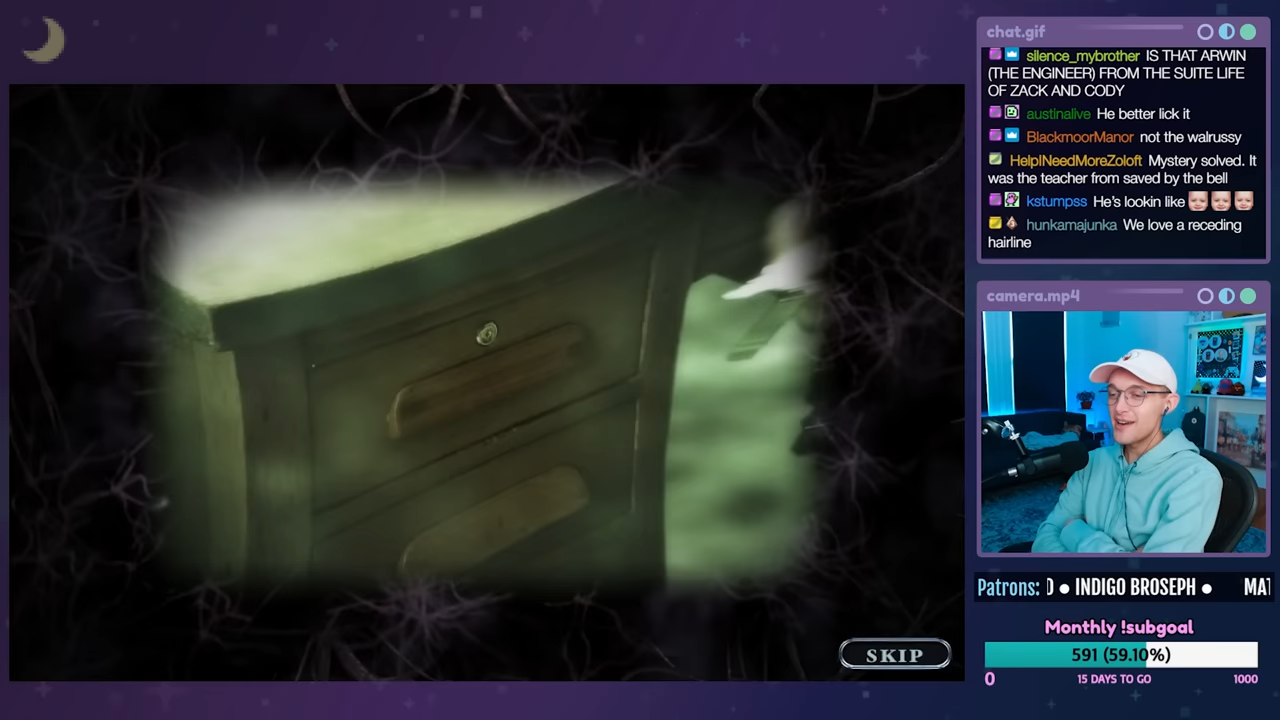 chat.gif
silence_mybrother IS THAT ARWIN
(THE ENGINEER) FROM THE SUITE LIFE
OF ZACK AND CODY
austinalive He better lick it
BlackmoorManor not the walrussy
HelpINeedMoreZoloft Mystery solved. It
was the teacher from saved by the bell
kstumpss He's lookin like
hunkamajunka We love a receding
hairline
camera.mp4
Patrons: D ● INDIGO BROSEPH ● MAT
Monthly !subgoal
591 (59.10%)
0 15 DAYS TO GO 1000
SKIP